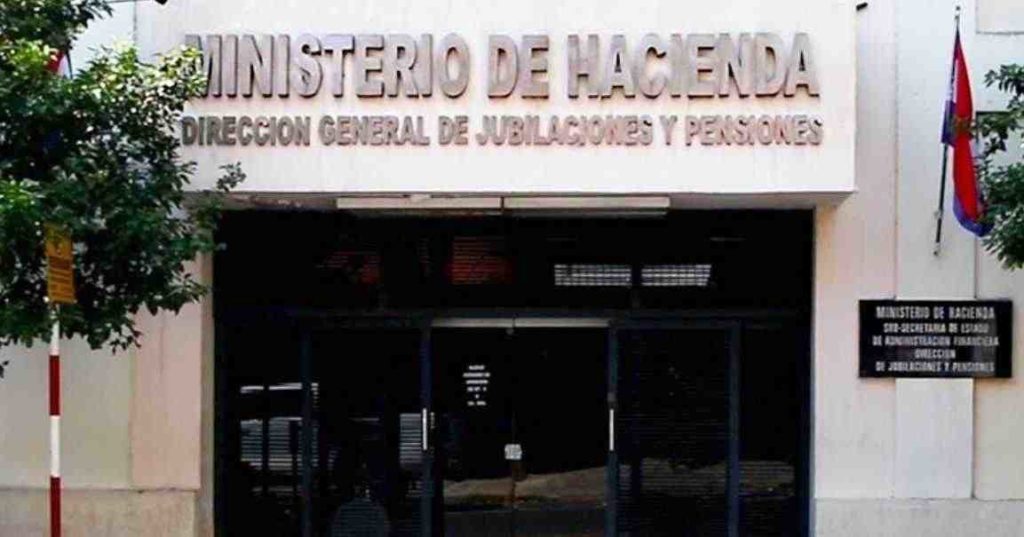 MINISTERIO DE HACIENDA
DIRECCION GENERAL DE JUBILACIONES Y PENSIONES
MINISTERIO DE HACIENDA
SUB-SECRETARIA DE ESTADO
DE ADMINISTRACION FINANCIERA
DIRECCION
DE JUBILACIONES Y PENSIONES